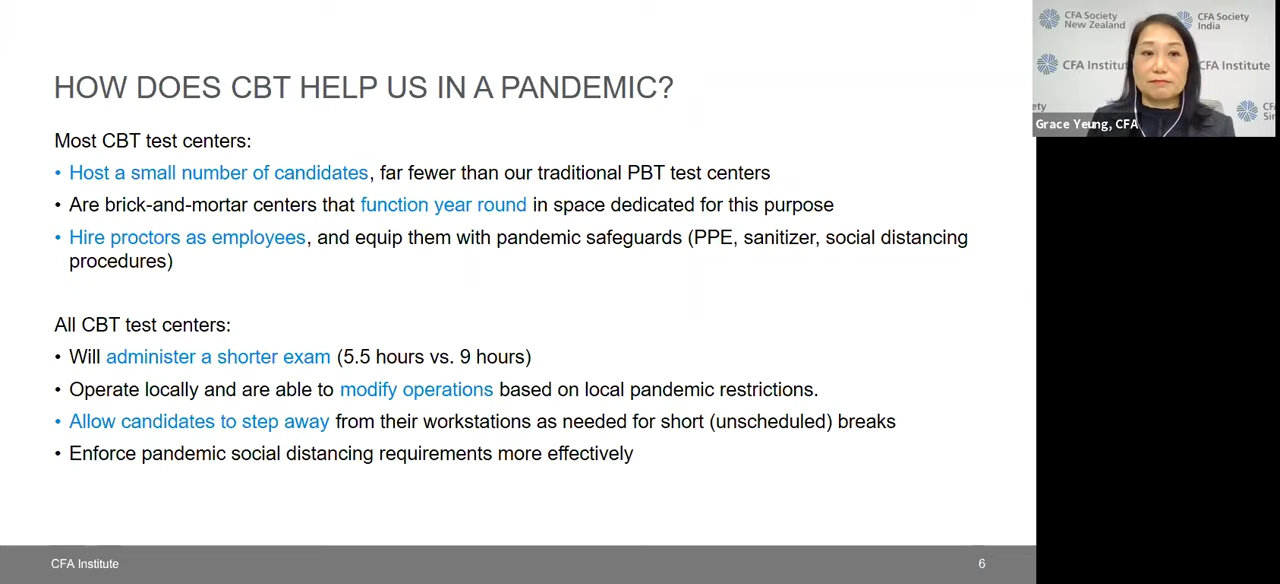 HOW DOES CBT HELP US IN A PANDEMIC?
Most CBT test centers:
• Host a small number of candidates, far fewer than our traditional PBT test centers
• Are brick-and-mortar centers that function year round in space dedicated for this purpose
• Hire proctors as employees, and equip them with pandemic safeguards (PPE, sanitizer, social distancing
procedures)
All CBT test centers:
• Will administer a shorter exam (5.5 hours vs. 9 hours)
• Operate locally and are able to modify operations based on local pandemic restrictions.
• Allow candidates to step away from their workstations as needed for short (unscheduled) breaks
• Enforce pandemic social distancing requirements more effectively
CFA Institute
6
CFA Society
New Zealand
CFA Society
India
CFA Institut
CFA Institute
ety
CFA
Sin
Grace Yeung, CFA